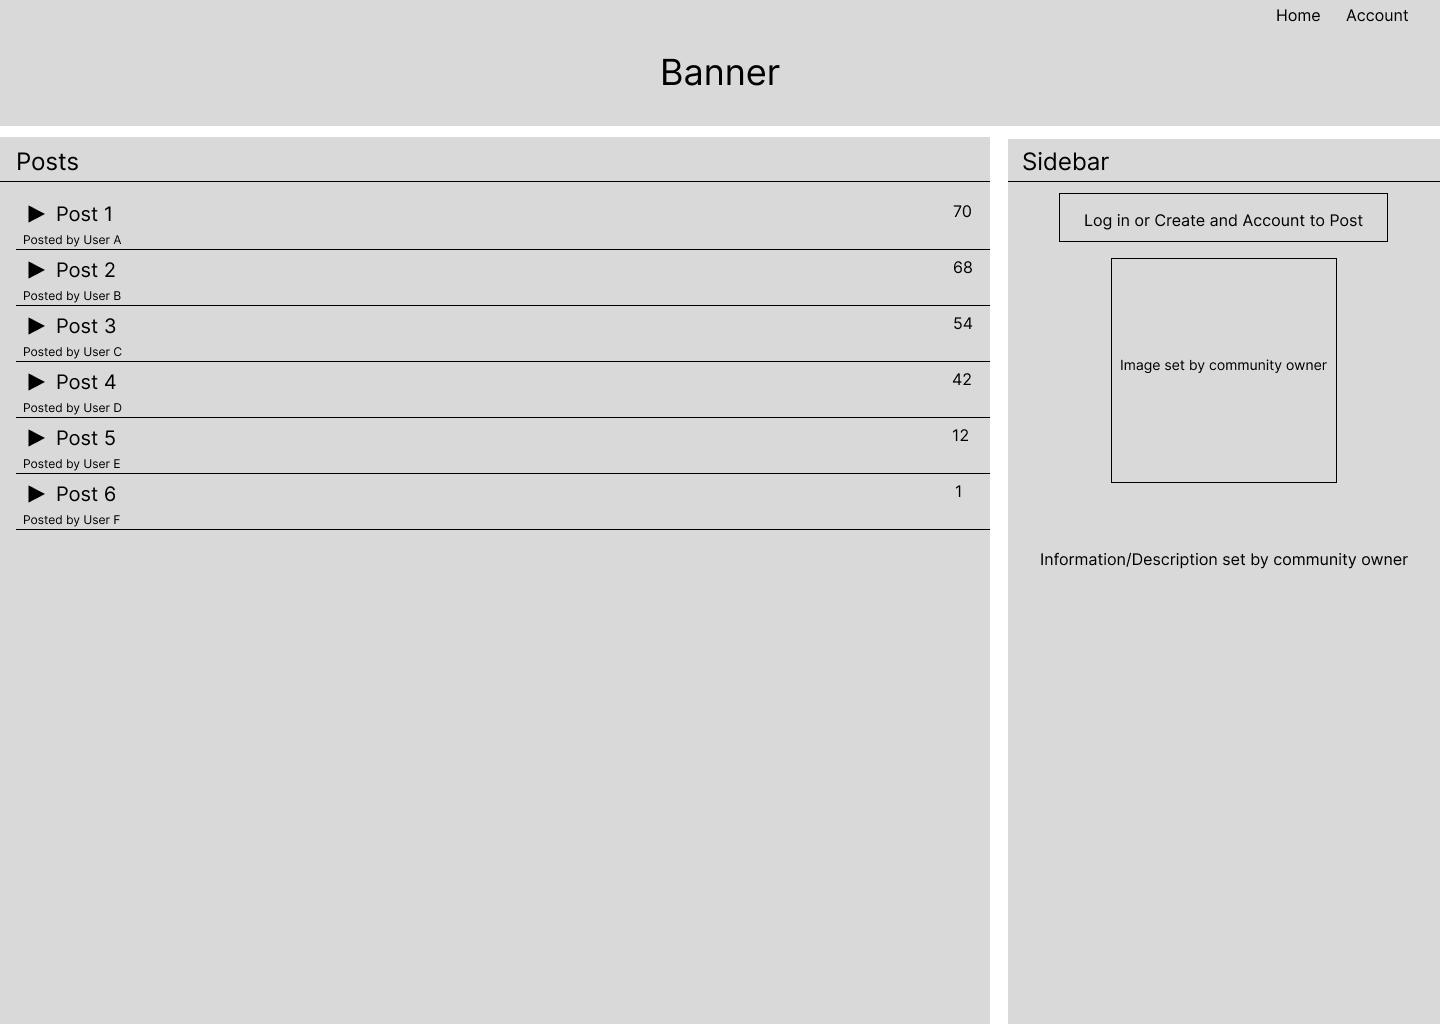 Home Account
Banner
Posts
Post 1 70
Posted by User A
Post 2 68
Posted by User B
Post 3 54
Posted by User C
Post 4 42
Posted by User D
Post 5 12
Posted by User E
Post 6 1
Posted by User F
Sidebar
Log in or Create and Account to Post
Image set by community owner
Information/Description set by community owner